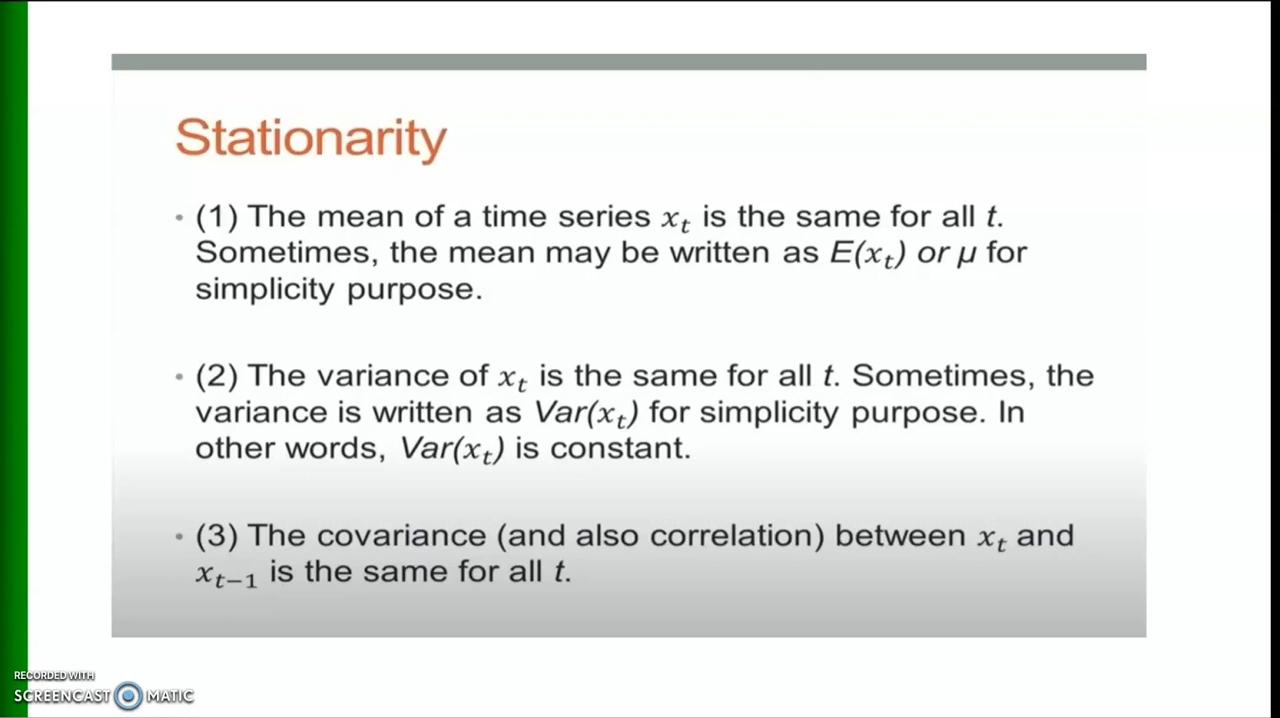 Stationarity
• (1) The mean of a time series xₜ is the same for all t.
Sometimes, the mean may be written as E(xₜ) or μ for
simplicity purpose.
• (2) The variance of xₜ is the same for all t. Sometimes, the
variance is written as Var(xₜ) for simplicity purpose. In
other words, Var(xₜ) is constant.
• (3) The covariance (and also correlation) between xₜ and
xₜ₋₁ is the same for all t.
RECORDED WITH
SCREENCAST MATIC